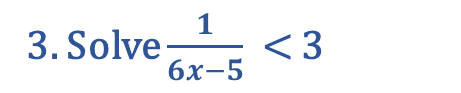 3. Solve 1/(6x−5) < 3